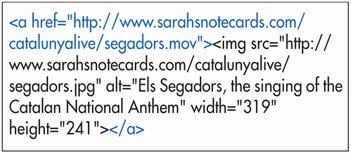 <a href="http://www.sarahsnotecards.com/
catalunyalive/segadors.mov"><img src="http://
www.sarahsnotecards.com/catalunyalive/
segadors.jpg" alt="Els Segadors, the singing of the
Catalan National Anthem" width="319"
height="241"></a>